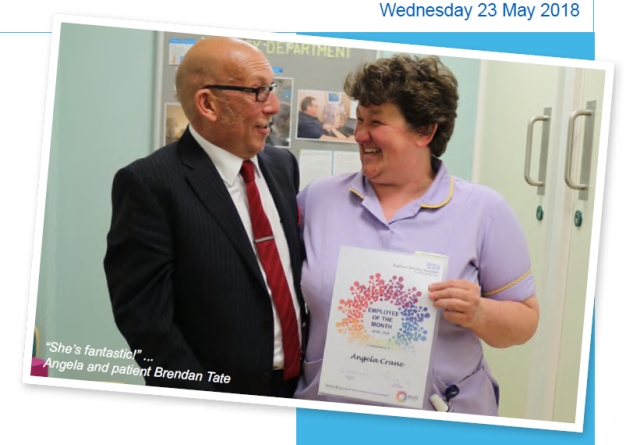 Wednesday 23 May 2018
DEPARTMENT
EMPLOYEE
OF THE
MONTH
Angela Crane
"She's fantastic!" ...
Angela and patient Brendan Tate